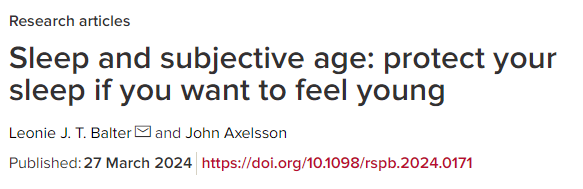 Research articles
Sleep and subjective age: protect your
sleep if you want to feel young
Leonie J. T. Balter and John Axelsson
Published: 27 March 2024 https://doi.org/10.1098/rspb.2024.0171